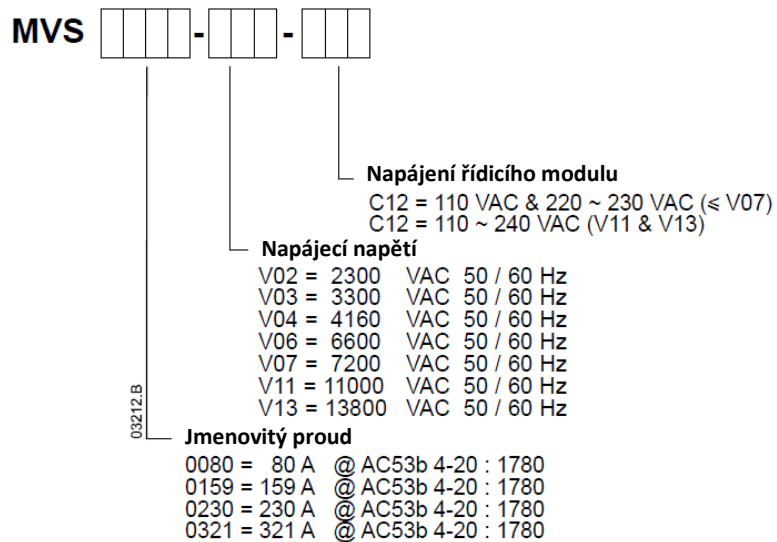 MVS - -
Napájení řídicího modulu
C12 = 110 VAC & 220 ~ 230 VAC (≤ V07)
C12 = 110 ~ 240 VAC (V11 & V13)
Napájecí napětí
V02 = 2300 VAC 50 / 60 Hz
V03 = 3300 VAC 50 / 60 Hz
V04 = 4160 VAC 50 / 60 Hz
V06 = 6600 VAC 50 / 60 Hz
V07 = 7200 VAC 50 / 60 Hz
V11 = 11000 VAC 50 / 60 Hz
V13 = 13800 VAC 50 / 60 Hz
03212.B
Jmenovitý proud
0080 = 80 A @ AC53b 4-20 : 1780
0159 = 159 A @ AC53b 4-20 : 1780
0230 = 230 A @ AC53b 4-20 : 1780
0321 = 321 A @ AC53b 4-20 : 1780